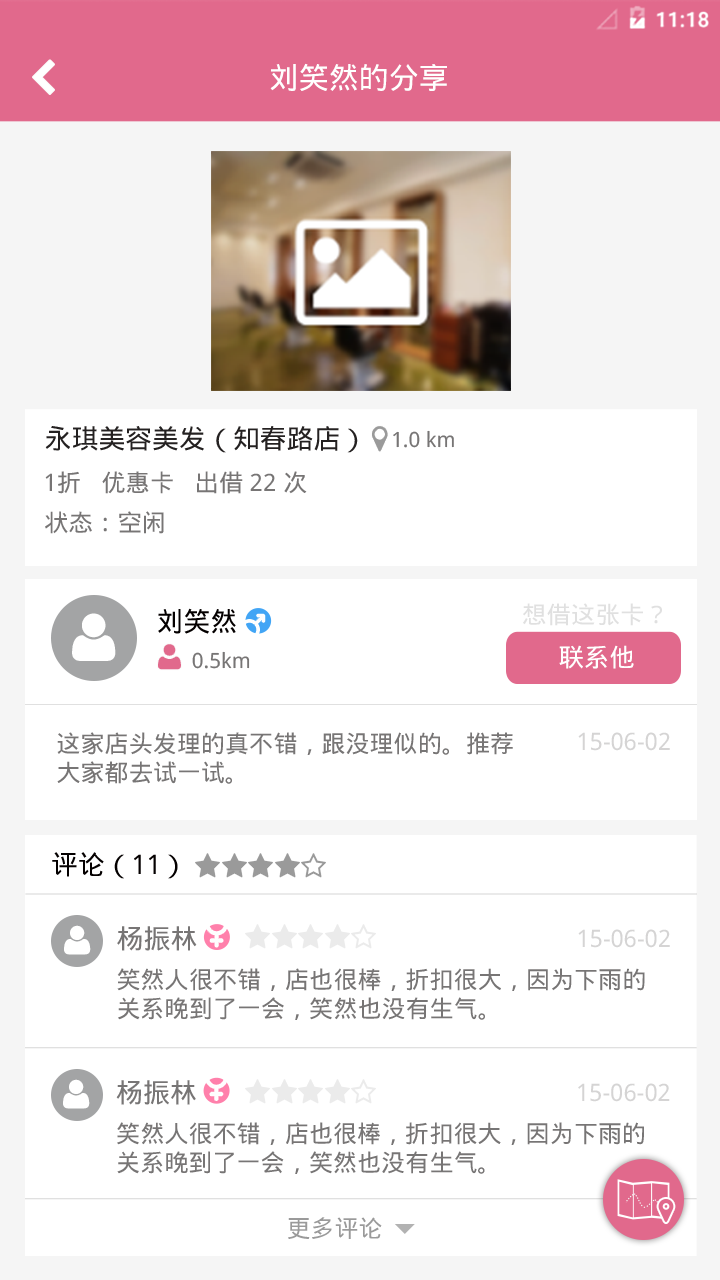 11:18
刘笑然的分享
永琪美容美发（知春路店） 1.0 km
1折 优惠卡 出借 22 次
状态：空闲
刘笑然
想借这张卡？
0.5km
联系他
这家店头发理的真不错，跟没理似的。推荐
15-06-02
大家都去试一试。
评论（11）
杨振林
15-06-02
笑然人很不错，店也很棒，折扣很大，因为下雨的
关系晚到了一会，笑然也没有生气。
杨振林
15-06-02
笑然人很不错，店也很棒，折扣很大，因为下雨的
关系晚到了一会，笑然也没有生气。
更多评论